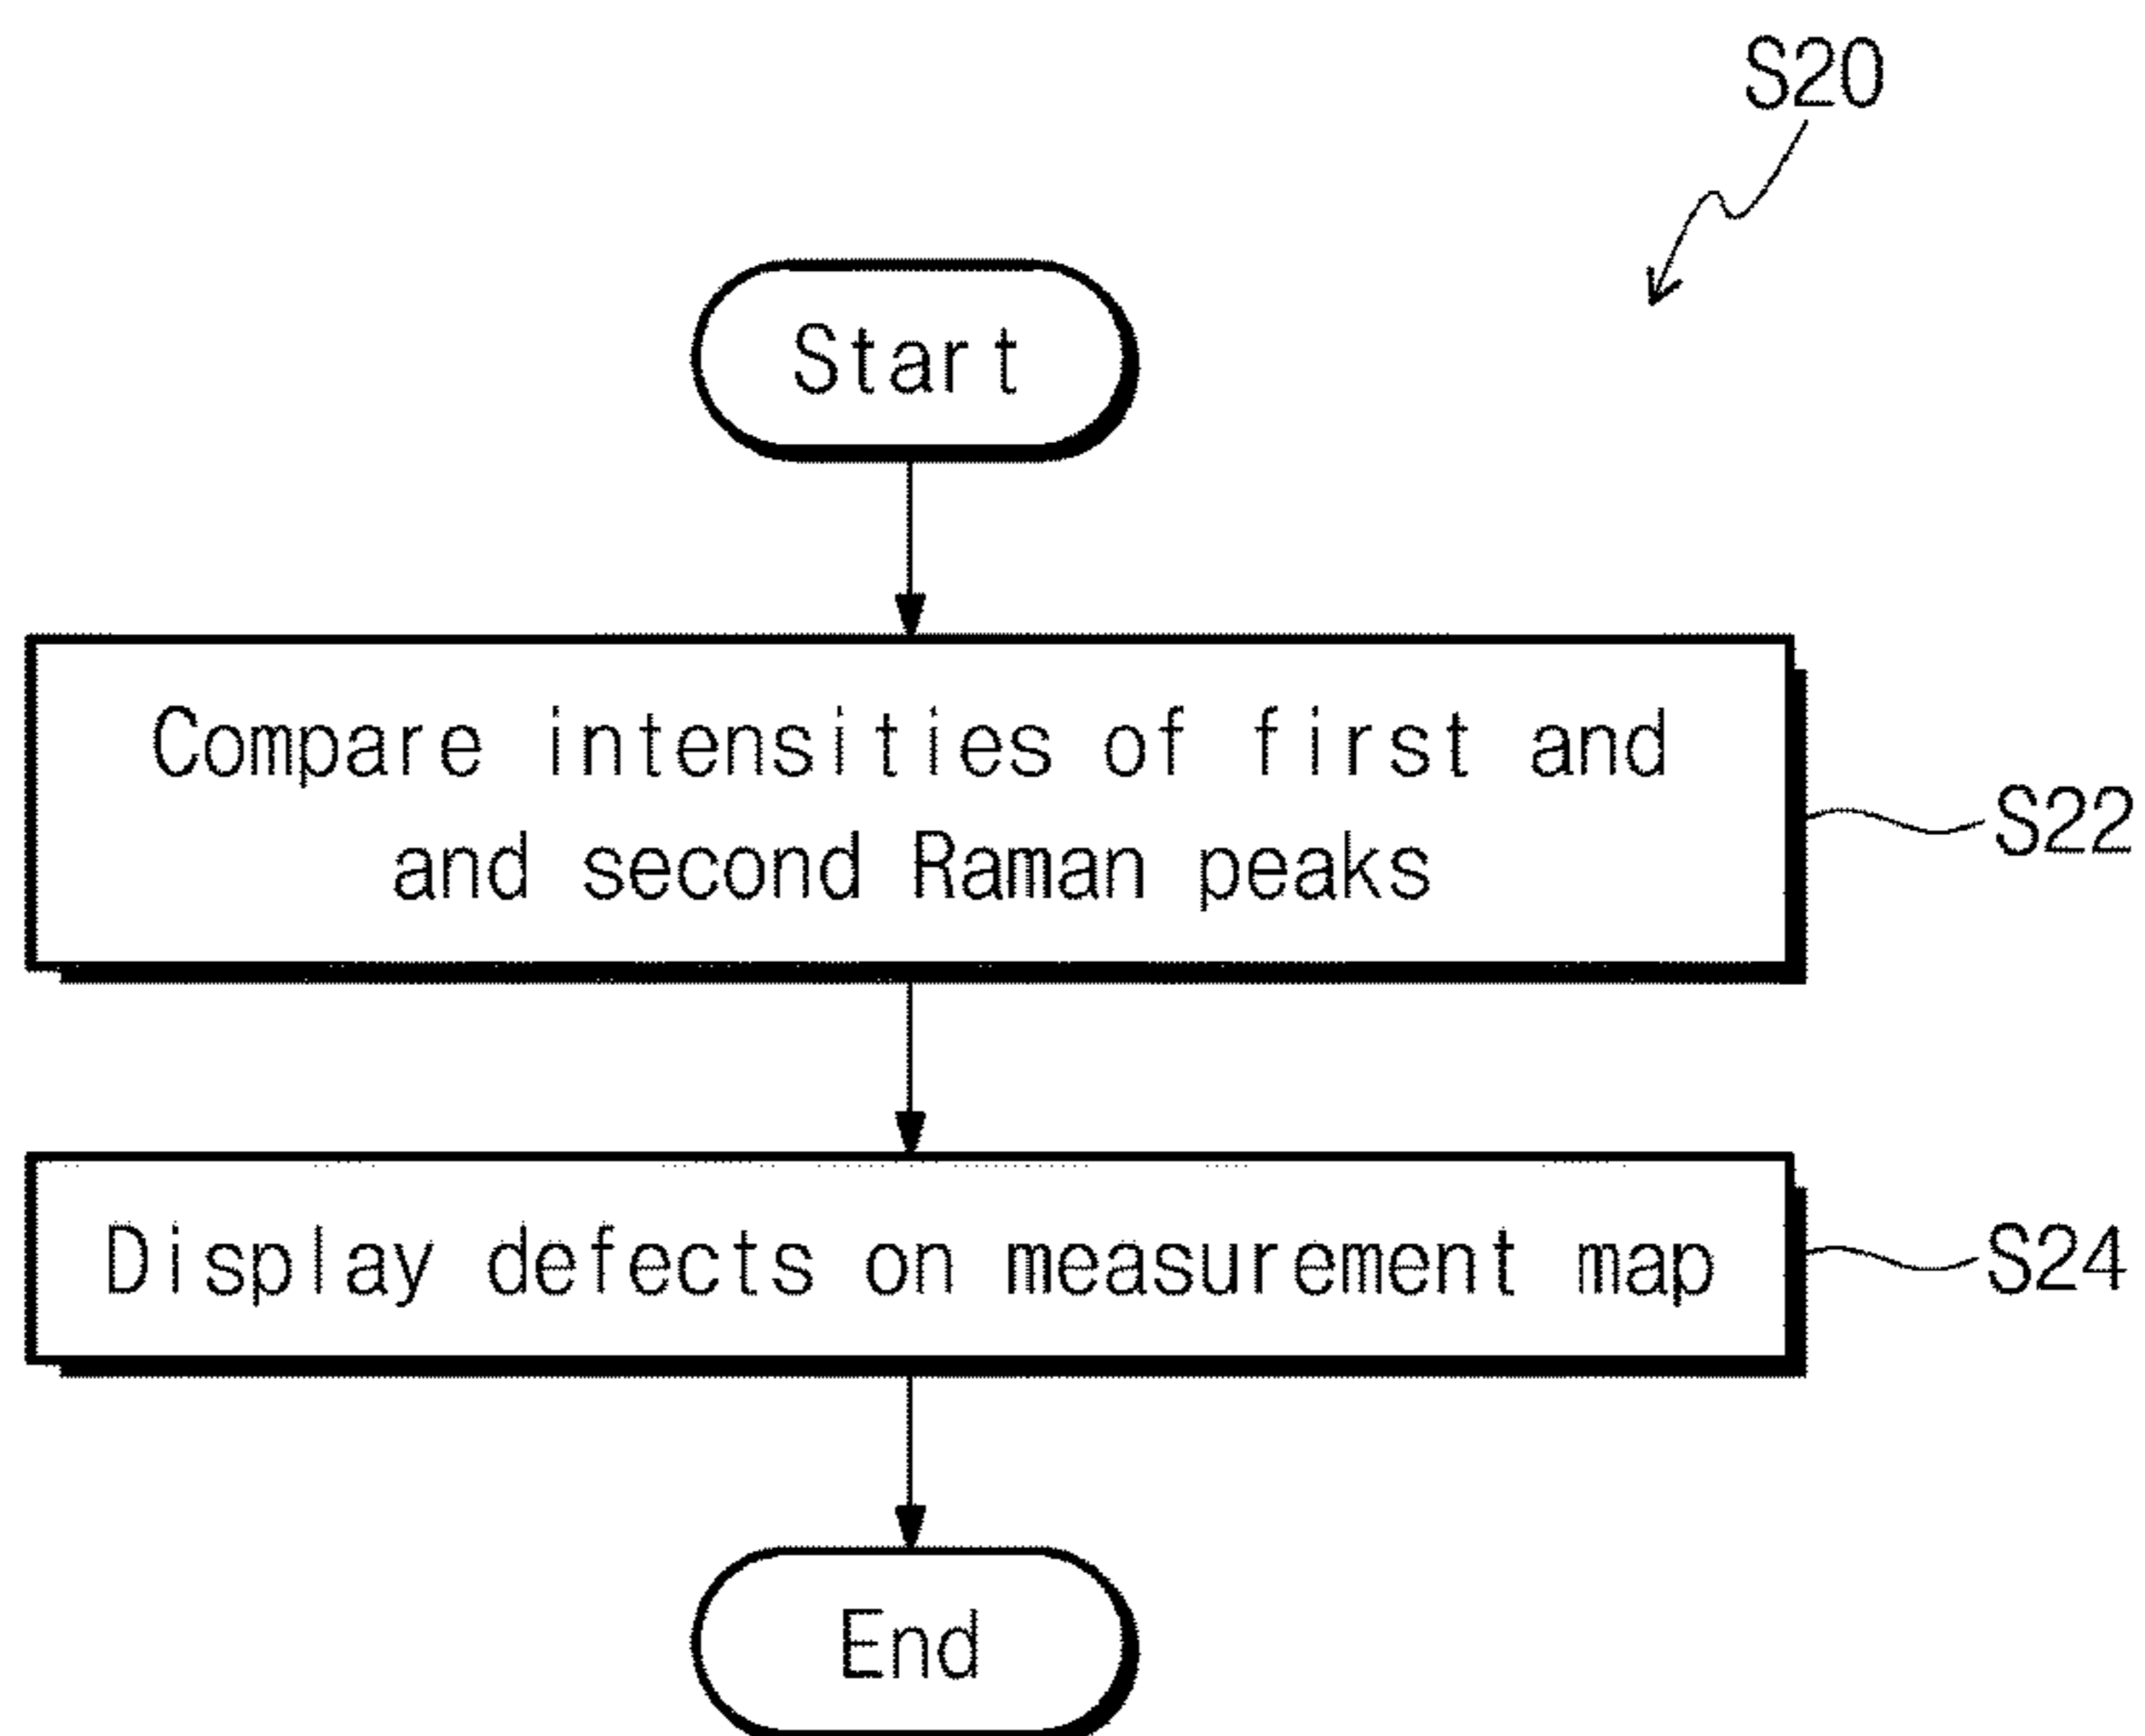 S20
Start
Compare intensities of first and
and second Raman peaks
S22
Display defects on measurement map
S24
End